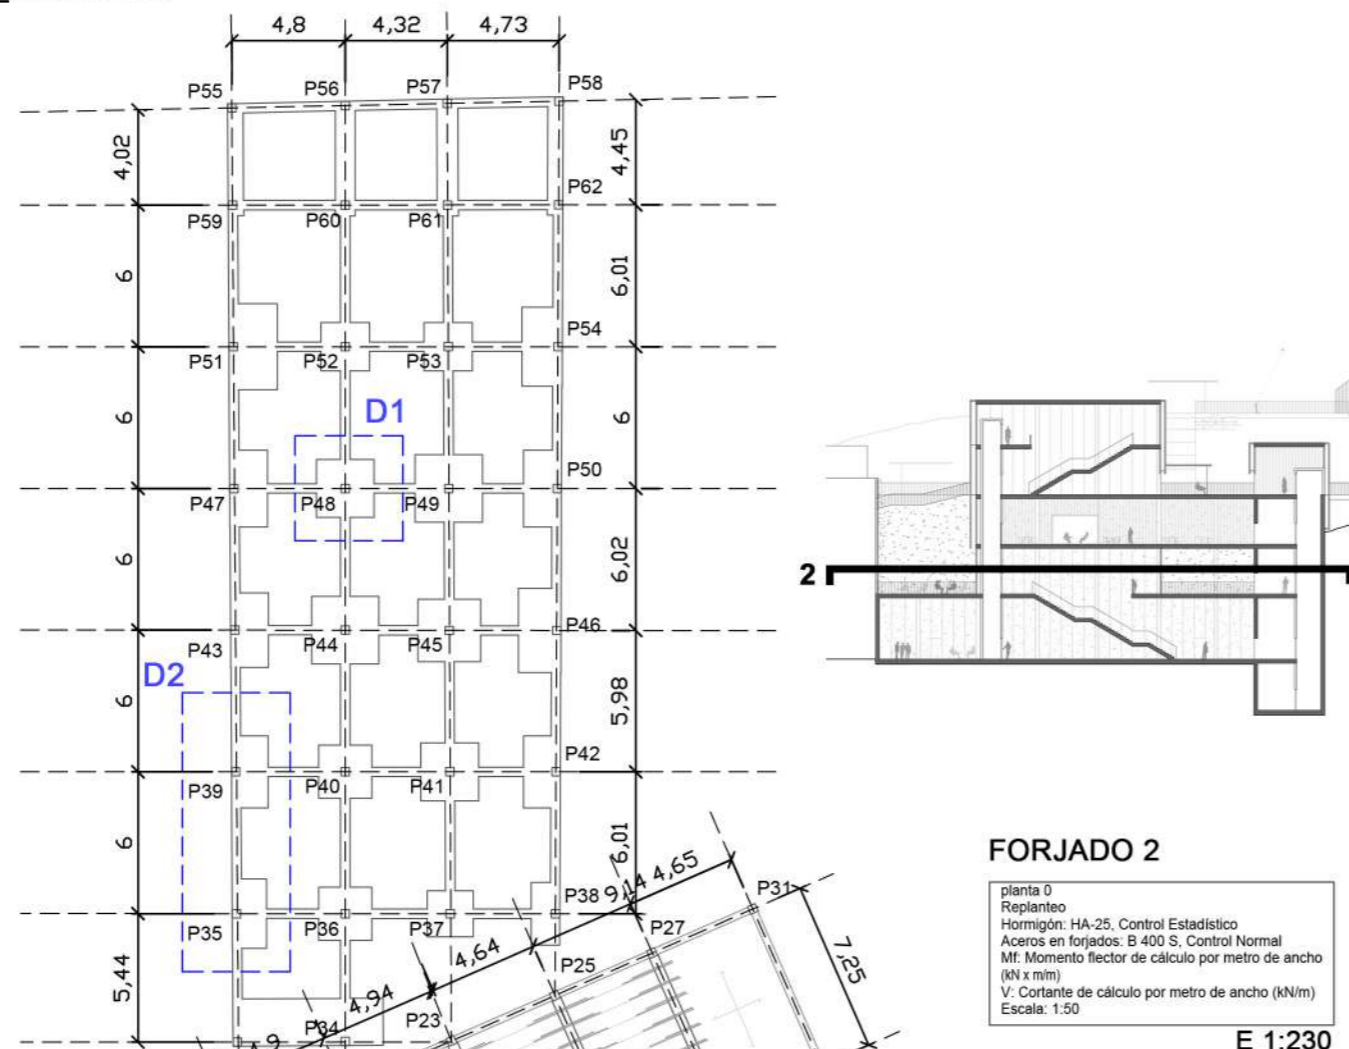 4,8 4,32 4,73
P55 P56 P57 P58
4,02 4,45
P62
P59 P60 P61
6 6,01
P54
P51 P52 P53
D1
6 6
P50
P47 P48 P49
6 6,02
P46
P43 P44 P45
D2
6 5,98
P42
P39 P40 P41
6 6,01
9,14 4,65
P31
P38
P35 P36 P37
P27
4,64
7,25
P25
5,44
4,94
P34 P23
2
FORJADO 2
planta 0
Replanteo
Hormigón: HA-25, Control Estadístico
Aceros en forjados: B 400 S, Control Normal
Mf: Momento flector de cálculo por metro de ancho
(kN x m/m)
V: Cortante de cálculo por metro de ancho (kN/m)
Escala: 1:50
E 1:230